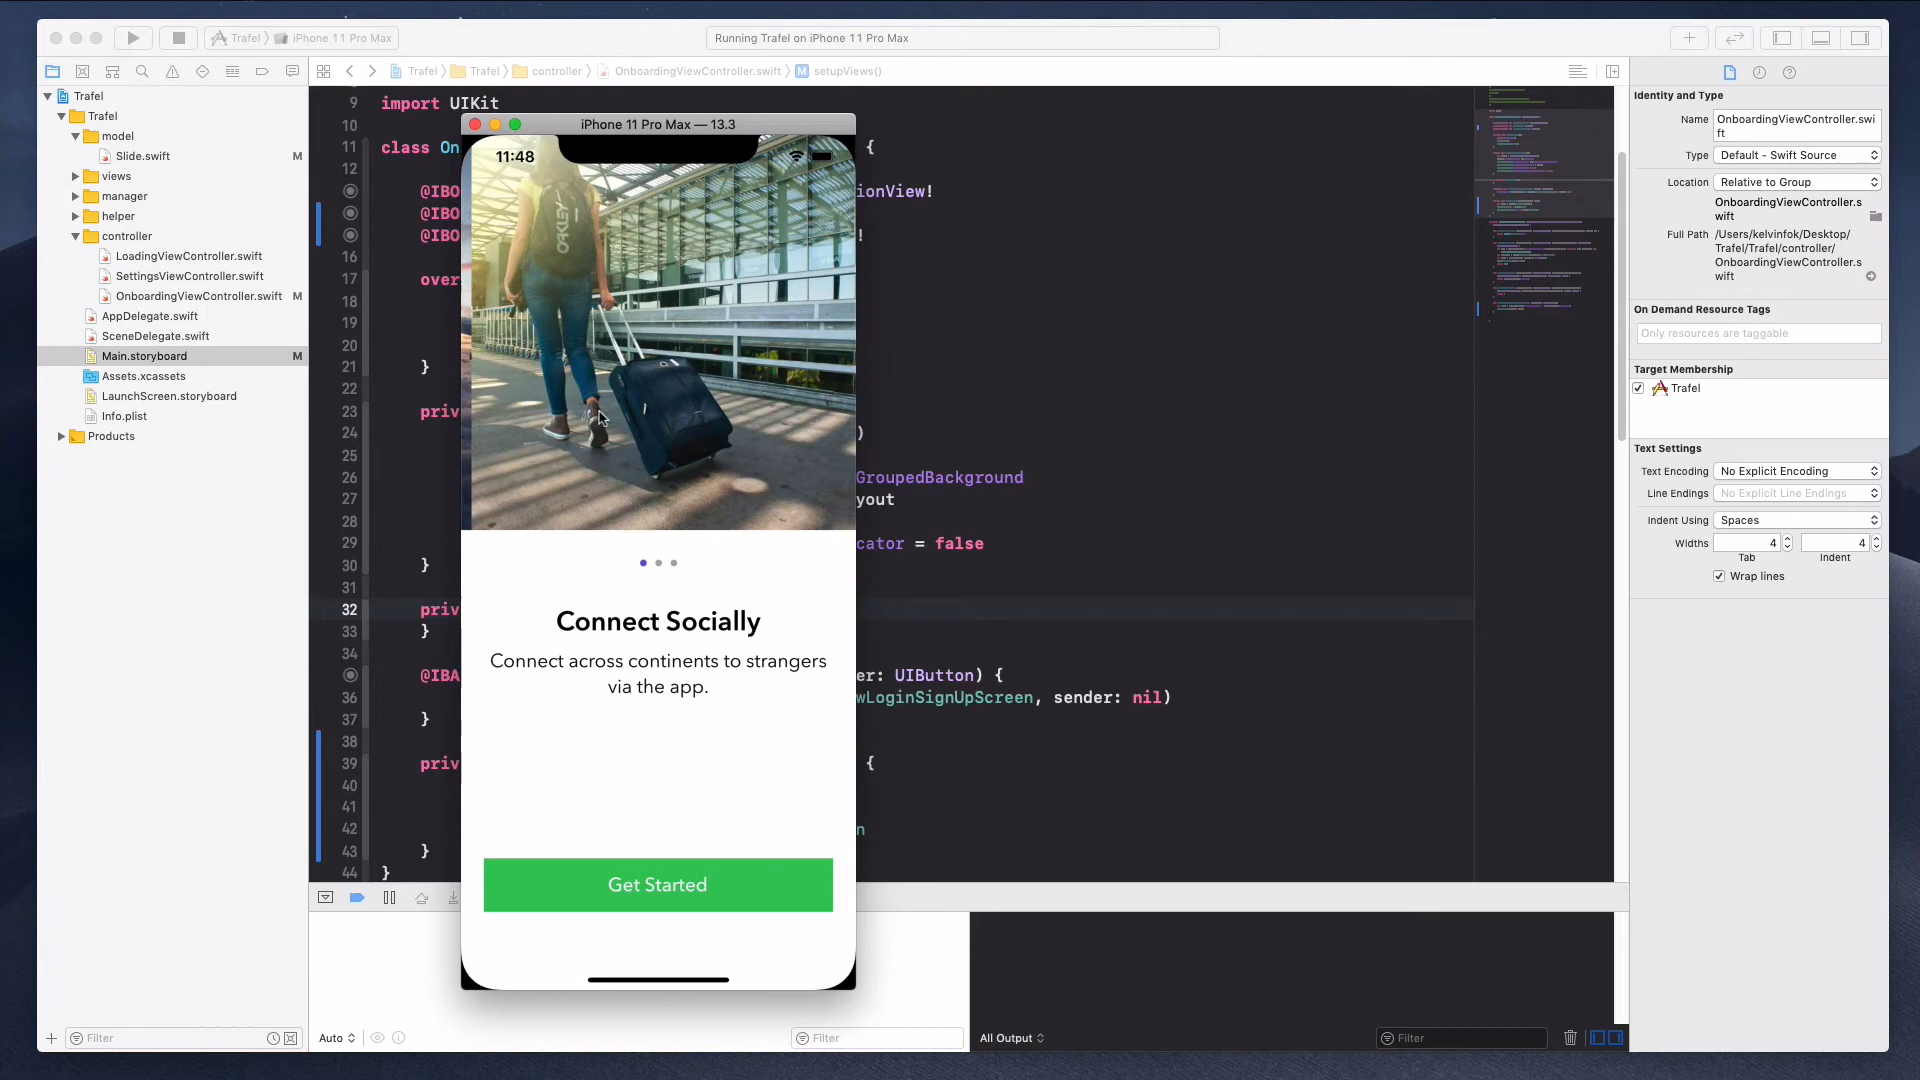 Trafel
iPhone 11 Pro Max
Running Trafel on iPhone 11 Pro Max
Trafel
Trafel
controller
OnboardingViewController.swift
M
setupViews()
Trafel
Trafel
model
Slide.swift
M
views
manager
helper
controller
LoadingViewController.swift
SettingsViewController.swift
OnboardingViewController.swift
M
AppDelegate.swift
SceneDelegate.swift
Main.storyboard
M
Assets.xcassets
LaunchScreen.storyboard
Info.plist
Products
Filter
9 import UIKit
10
11 class On {
12
@IBO ionView!
@IBO
@IBO !
16
17 over
18
19
20
21 }
22
23 priv
24 )
25
26 GroupedBackground
27 yout
28
29 cator = false
30 }
31
32 priv
33 }
34
@IBA er: UIButton) {
36 wLoginSignUpScreen, sender: nil)
37 }
38
39 priv {
40
41
42 n
43 }
44 }
iPhone 11 Pro Max — 13.3
11:48
OAKLEY
Connect Socially
Connect across continents to strangers
via the app.
Get Started
Auto
Filter
All Output
Filter
Identity and Type
Name
OnboardingViewController.swi
ft
Type
Default - Swift Source
Location
Relative to Group
OnboardingViewController.s
wift
Full Path
/Users/kelvinfok/Desktop/
Trafel/Trafel/controller/
OnboardingViewController.s
wift
On Demand Resource Tags
Only resources are taggable
Target Membership
Trafel
Text Settings
Text Encoding
No Explicit Encoding
Line Endings
No Explicit Line Endings
Indent Using
Spaces
Widths
4
4
Tab
Indent
Wrap lines